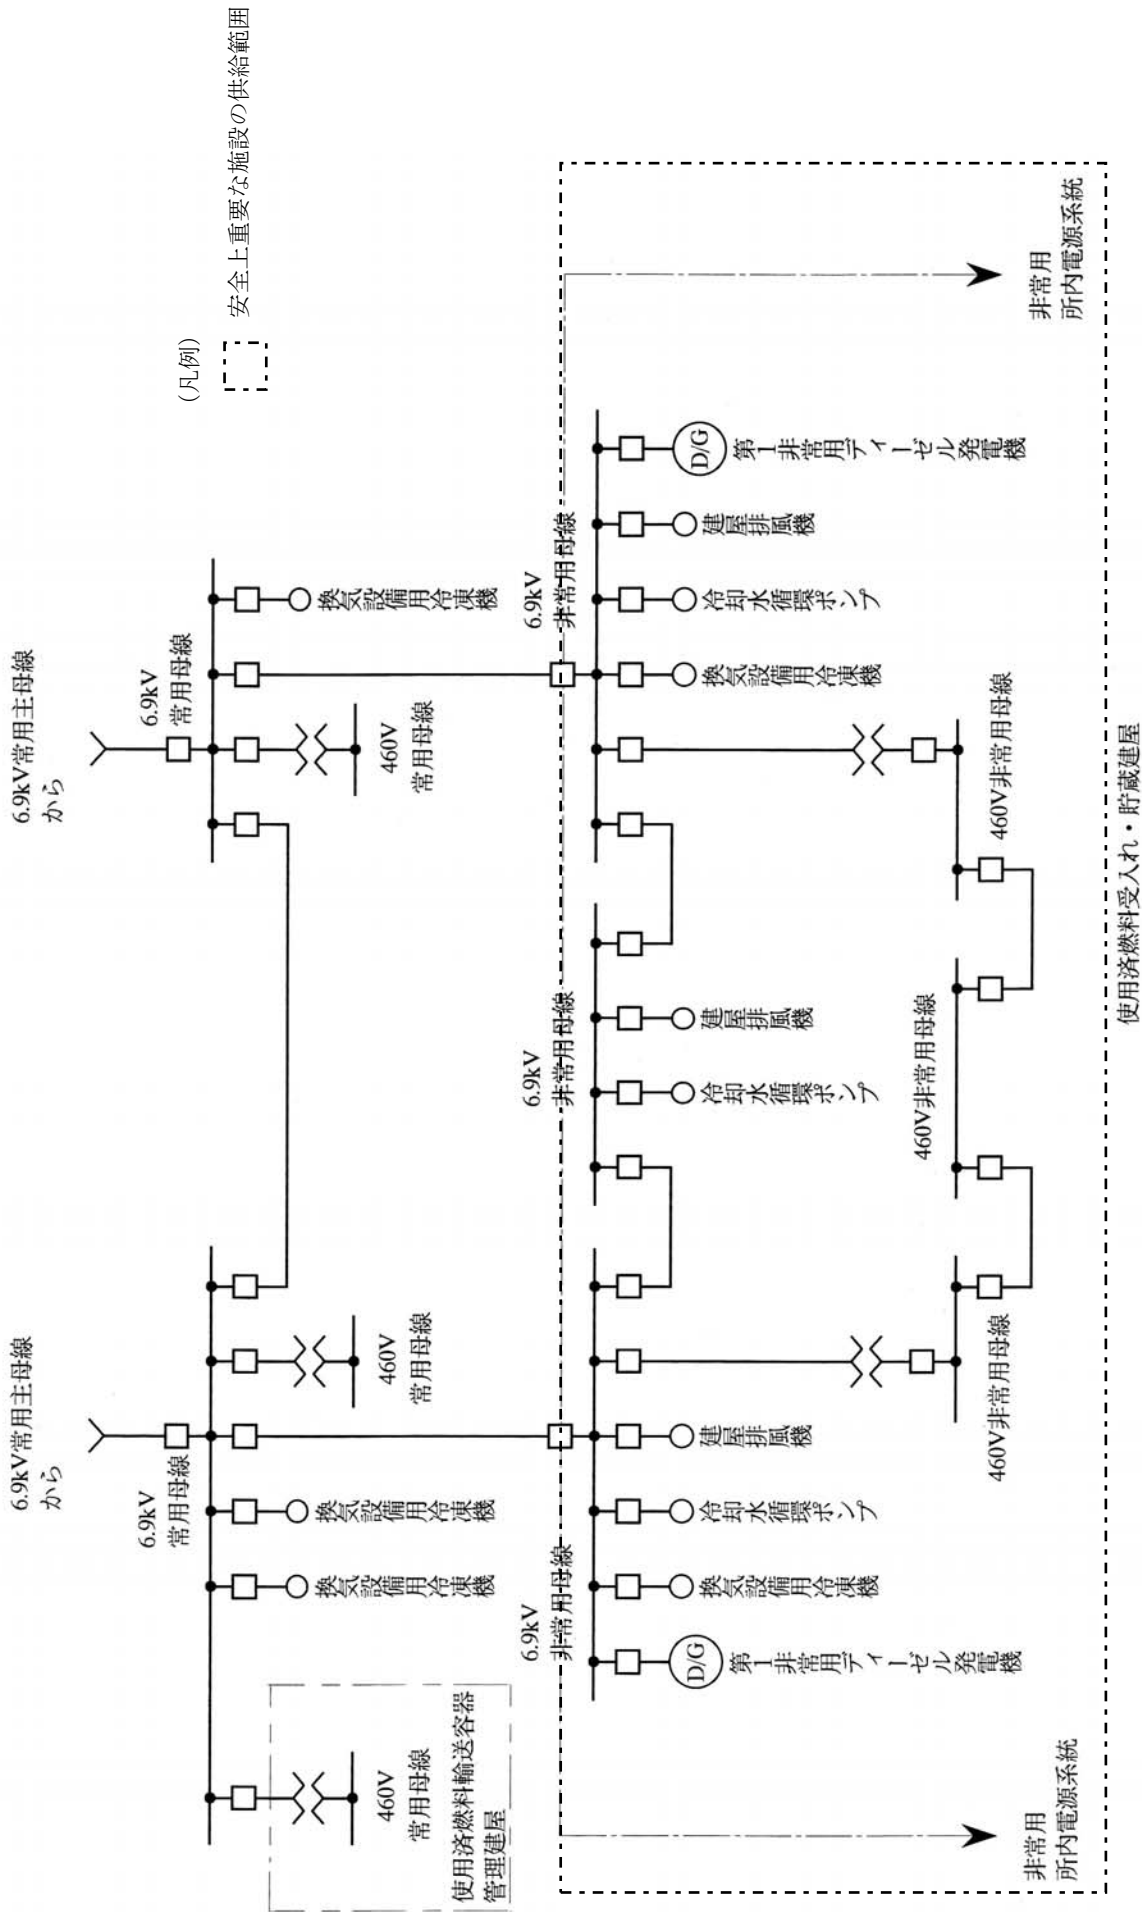 (凡例)
安全上重要な施設の供給範囲
6.9kV常用主母線
から
6.9kV常用主母線
から
6.9kV
常用母線
6.9kV
常用母線
460V
常用母線
使用済燃料輸送容器
管理建屋
換気設備用冷凍機
換気設備用冷凍機
460V
常用母線
460V
常用母線
換気設備用冷凍機
6.9kV
非常用母線
6.9kV
非常用母線
6.9kV
非常用母線
D/G
第1非常用ディーゼル発電機
換気設備用冷凍機
冷却水循環ポンプ
建屋排風機
冷却水循環ポンプ
建屋排風機
換気設備用冷凍機
冷却水循環ポンプ
建屋排風機
D/G
第1非常用ディーゼル発電機
460V非常用母線
460V非常用母線
460V非常用母線
非常用
所内電源系統
非常用
所内電源系統
使用済燃料受入れ・貯蔵建屋